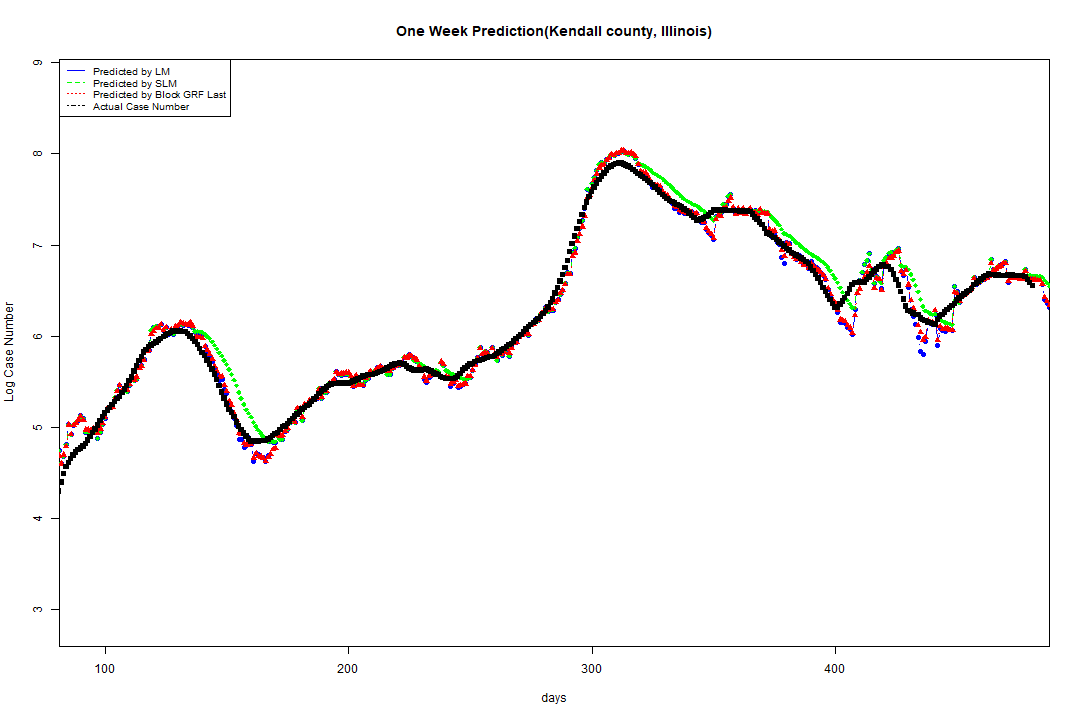 One Week Prediction(Kendall county, Illinois)
Predicted by LM
Predicted by SLM
Predicted by Block GRF Last
Actual Case Number
Log Case Number
9
8
7
6
5
4
3
100 200 300 400
days